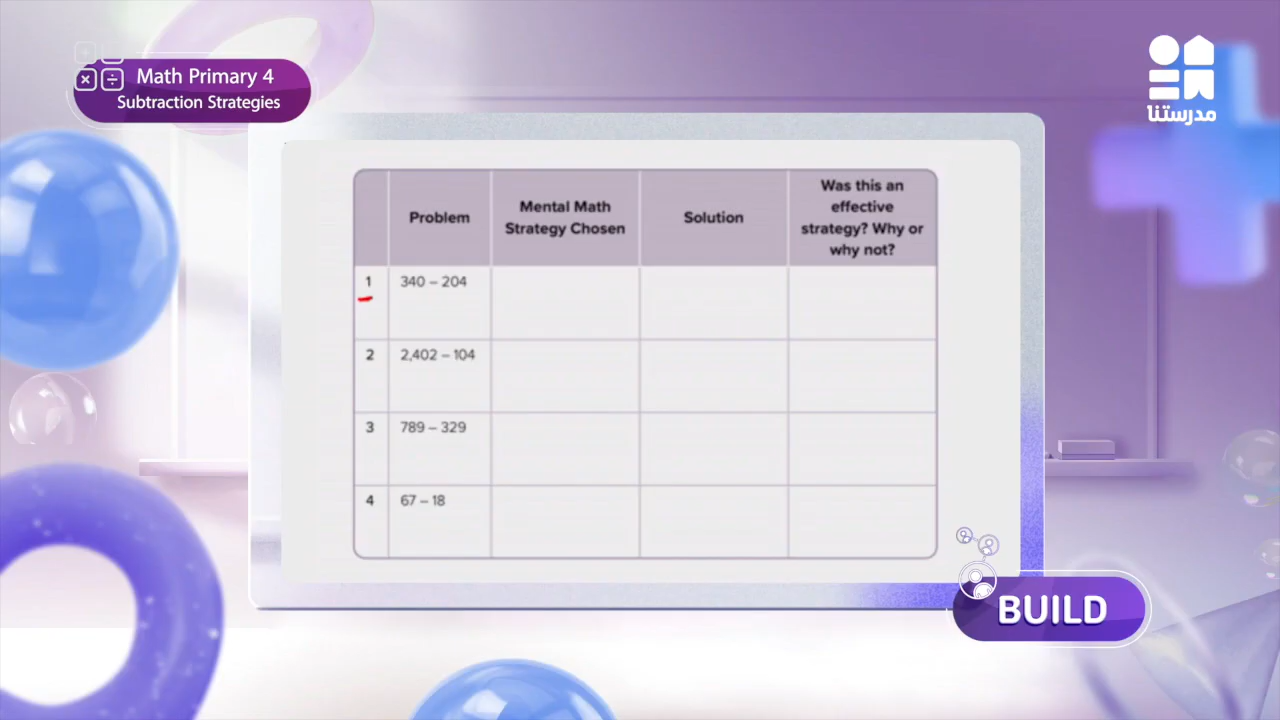 Math Primary 4
Subtraction Strategies
مدرستنا
Problem
Mental Math
Strategy Chosen
Solution
Was this an
effective
strategy? Why or
why not?
1 340 – 204
2 2,402 – 104
3 789 – 329
4 67 – 18
BUILD